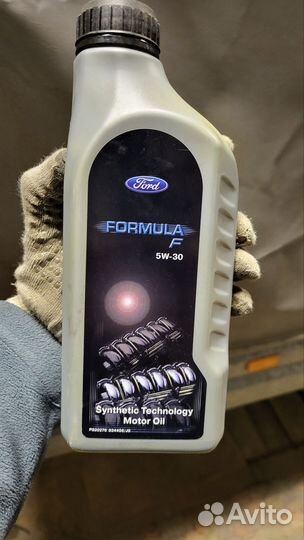 Ford
FORMULA
F
5W-30
Synthetic Technology
Motor Oil
Avito